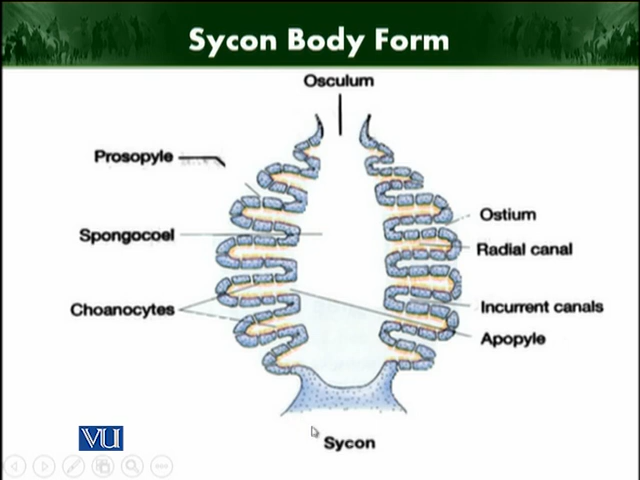 Sycon Body Form
Osculum
Prosopyle
Ostium
Spongocoel
Radial canal
Choanocytes
Incurrent canals
Apopyle
Sycon
VU